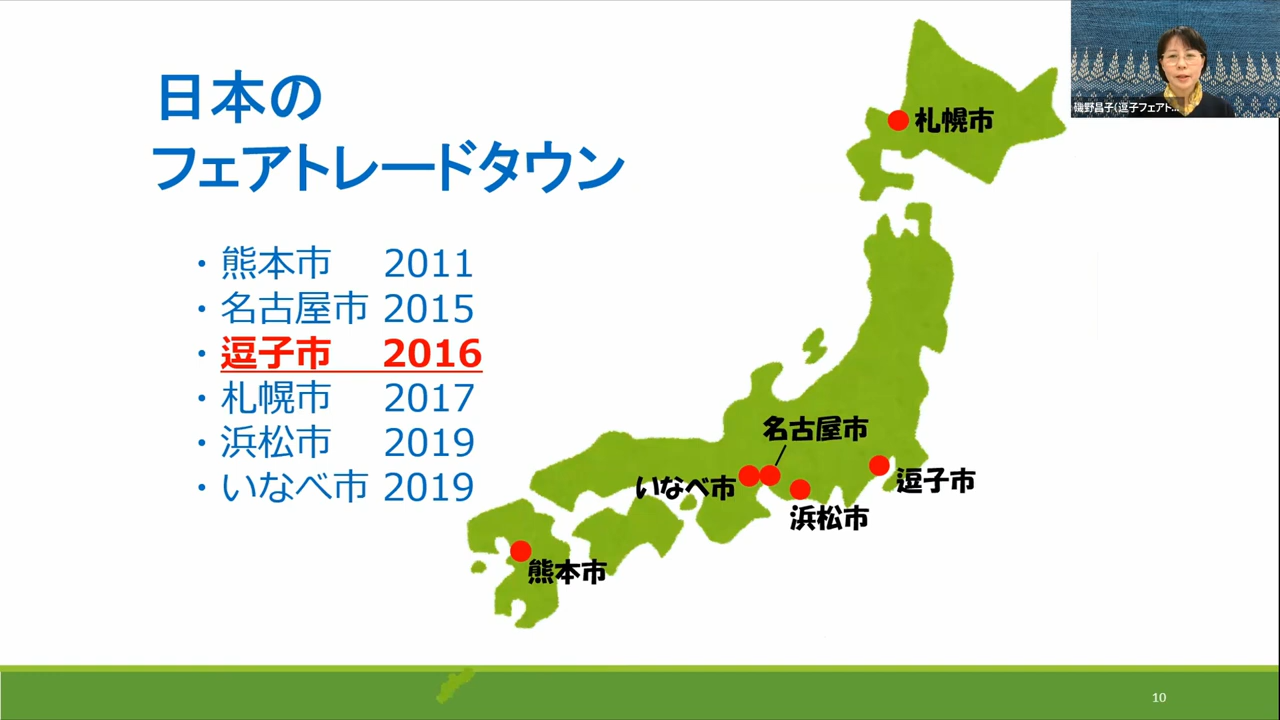 日本の
フェアトレードタウン
・熊本市 2011
・名古屋市 2015
・逗子市 2016
・札幌市 2017
・浜松市 2019
・いなべ市 2019
札幌市
名古屋市
いなべ市
逗子市
浜松市
熊本市
磯野昌子(逗子フェアト...
10